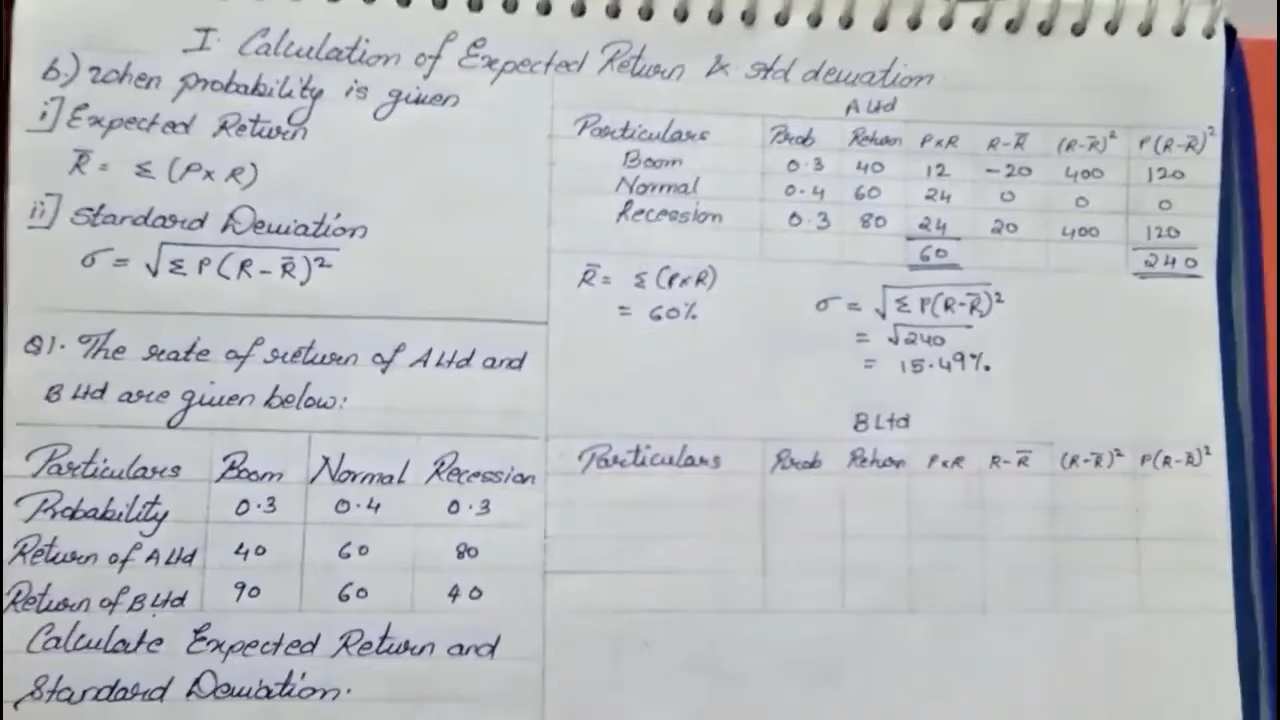 I. Calculation of Expected Return & std deviation
b.) when probability is given
i] Expected Return
R̄ = Σ (P x R)
ii] Standard Deviation
σ = √Σ P (R - R̄)²
Q1. The rate of return of A Ltd and
B Ltd are given below:
Particulars Boom Normal Recession
Probability 0.3 0.4 0.3
Return of A Ltd 40 60 80
Return of B Ltd 90 60 40
Calculate Expected Return and
Standard Deviation.
A Ltd
Particulars Prob Return PxR R-R̄ (R-R̄)² P(R-R̄)²
Boom 0.3 40 12 -20 400 120
Normal 0.4 60 24 0 0 0
Recession 0.3 80 24 20 400 120
60 240
R̄ = Σ (PxR)
= 60%
σ = √Σ P(R-R̄)²
= √240
= 15.49%.
B Ltd
Particulars Prob Return PxR R-R̄ (R-R̄)² P(R-R̄)²